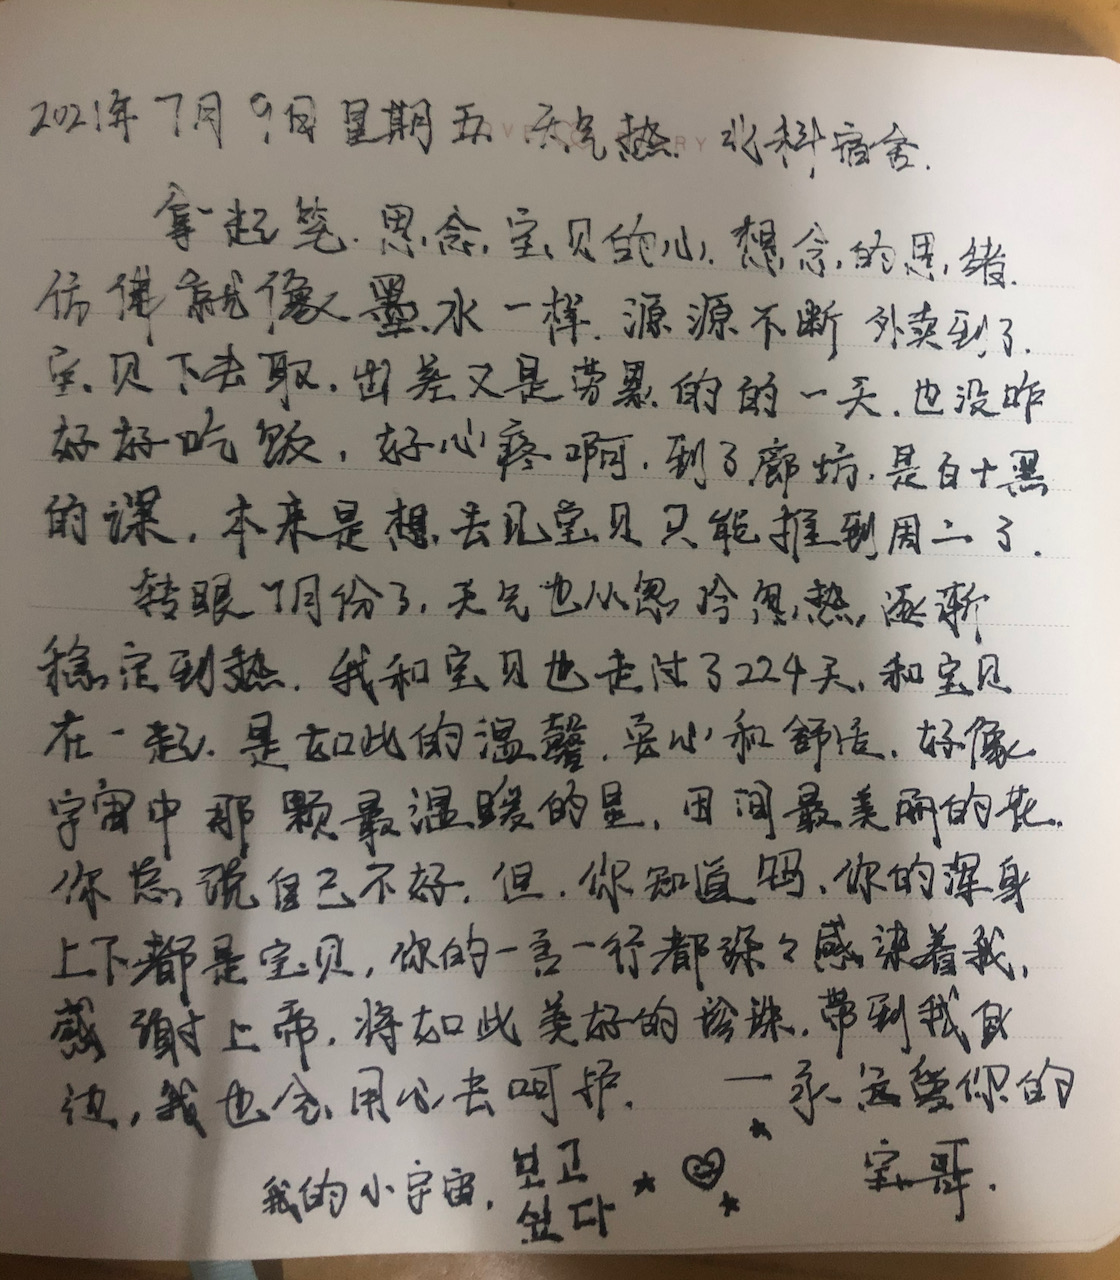 2021年7月9日 星期五 天气热. 北科宿舍.
拿起笔. 思念宝贝的心. 想念的思绪.
仿佛就像墨水一样. 源源不断 外卖到了.
宝贝下去取. 出差又是劳累的的一天. 也没咋
好好吃饭, 好心疼啊. 到了廊坊. 是白+黑
的课, 本来是想去见宝贝只能推到周二了.
转眼7月份了, 天气也从忽冷忽热, 逐渐
稳定到热. 我和宝贝也走过了224天, 和宝贝
在一起. 是如此的温馨, 安心和舒适. 好像
宇宙中那颗最温暖的星, 田间最美丽的花.
你总说自己不好. 但. 你知道吗, 你的浑身
上下都是宝贝, 你的一言一行都深々感染着我,
感谢上帝. 将如此美好的珍珠. 带到我身
边, 我也会用心去呵护. 一永远爱你的
宝哥.
我的小宇宙. 보고
싶다